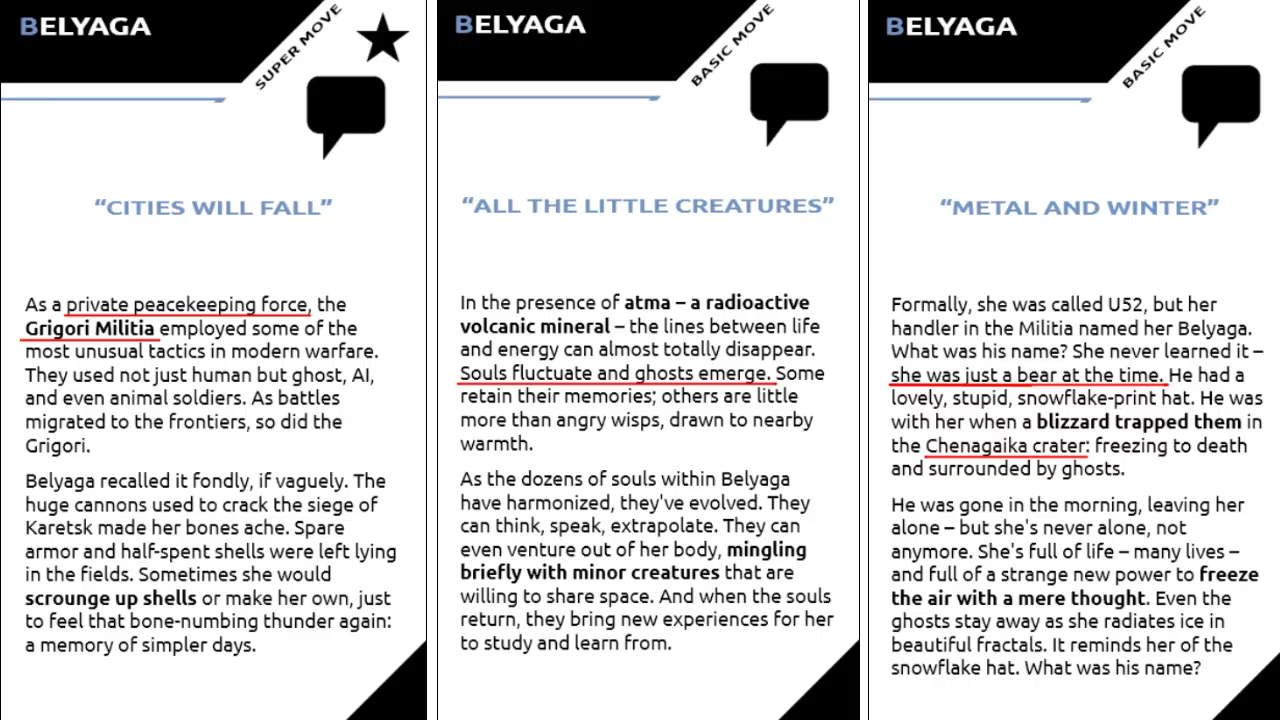 BELYAGA
SUPER MOVE
“CITIES WILL FALL”
As a private peacekeeping force, the
Grigori Militia employed some of the
most unusual tactics in modern warfare.
They used not just human but ghost, AI,
and even animal soldiers. As battles
migrated to the frontiers, so did the
Grigori.
Belyaga recalled it fondly, if vaguely. The
huge cannons used to crack the siege of
Karetsk made her bones ache. Spare
armor and half-spent shells were left lying
in the fields. Sometimes she would
scrounge up shells or make her own, just
to feel that bone-numbing thunder again:
a memory of simpler days.
BELYAGA
BASIC MOVE
“ALL THE LITTLE CREATURES”
In the presence of atma – a radioactive
volcanic mineral – the lines between life
and energy can almost totally disappear.
Souls fluctuate and ghosts emerge. Some
retain their memories; others are little
more than angry wisps, drawn to nearby
warmth.
As the dozens of souls within Belyaga
have harmonized, they've evolved. They
can think, speak, extrapolate. They can
even venture out of her body, mingling
briefly with minor creatures that are
willing to share space. And when the souls
return, they bring new experiences for her
to study and learn from.
BELYAGA
BASIC MOVE
“METAL AND WINTER”
Formally, she was called U52, but her
handler in the Militia named her Belyaga.
What was his name? She never learned it –
she was just a bear at the time. He had a
lovely, stupid, snowflake-print hat. He was
with her when a blizzard trapped them in
the Chenagaika crater: freezing to death
and surrounded by ghosts.
He was gone in the morning, leaving her
alone – but she's never alone, not
anymore. She's full of life – many lives –
and full of a strange new power to freeze
the air with a mere thought. Even the
ghosts stay away as she radiates ice in
beautiful fractals. It reminds her of the
snowflake hat. What was his name?